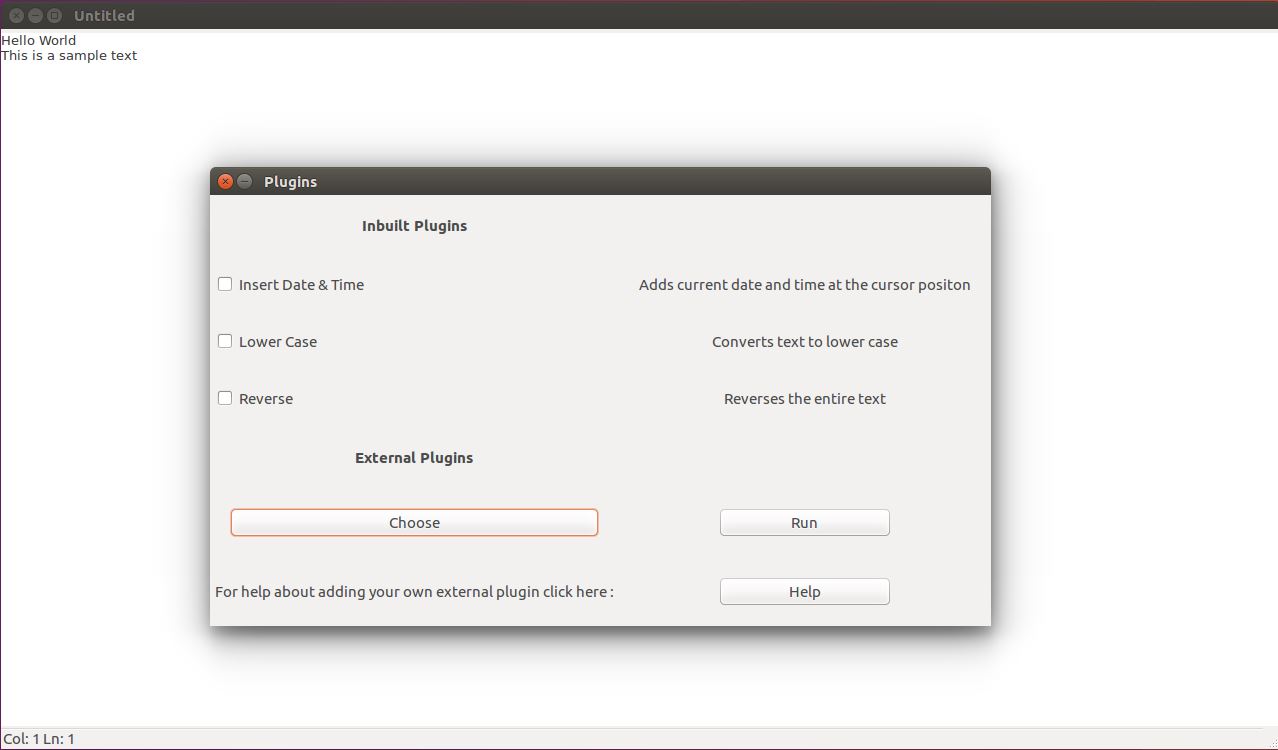 Untitled
Hello World
This is a sample text
Plugins
Inbuilt Plugins
Insert Date & Time
Adds current date and time at the cursor positon
Lower Case
Converts text to lower case
Reverse
Reverses the entire text
External Plugins
Choose
Run
For help about adding your own external plugin click here :
Help
Col: 1 Ln: 1